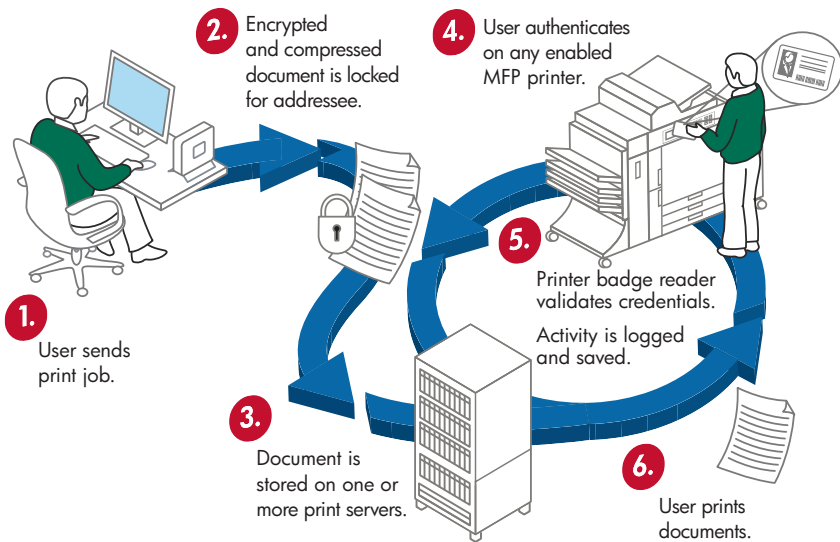 1.
User sends
print job.
2.
Encrypted
and compressed
document is locked
for addressee.
3.
Document is
stored on one or
more print servers.
4.
User authenticates
on any enabled
MFP printer.
5.
Printer badge reader
validates credentials.
Activity is logged
and saved.
6.
User prints
documents.